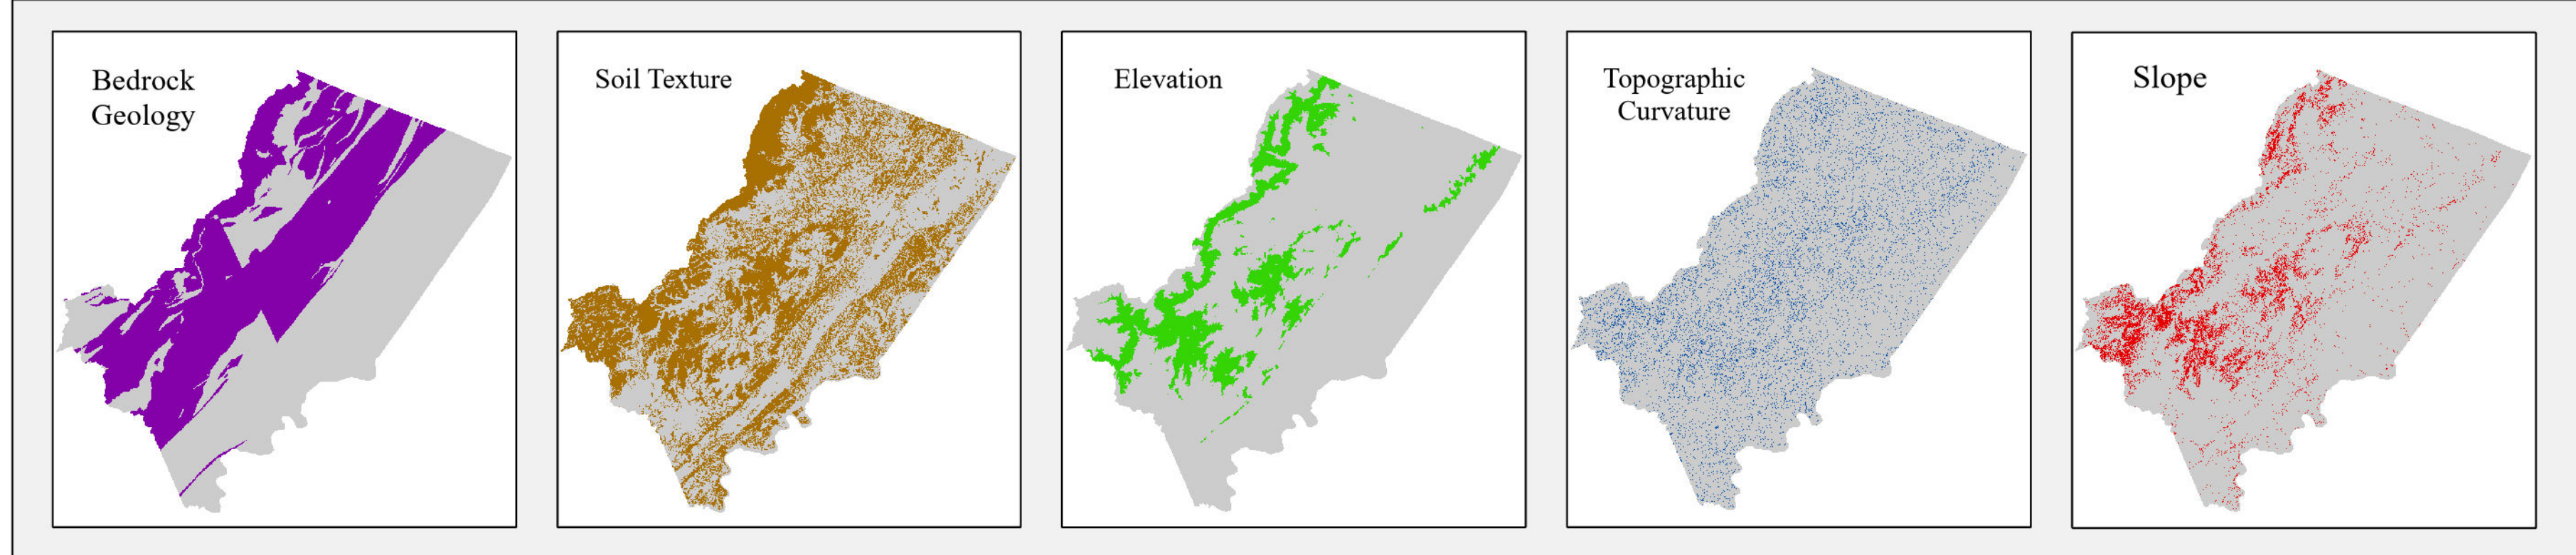 Bedrock
Geology
Soil Texture
Elevation
Topographic
Curvature
Slope